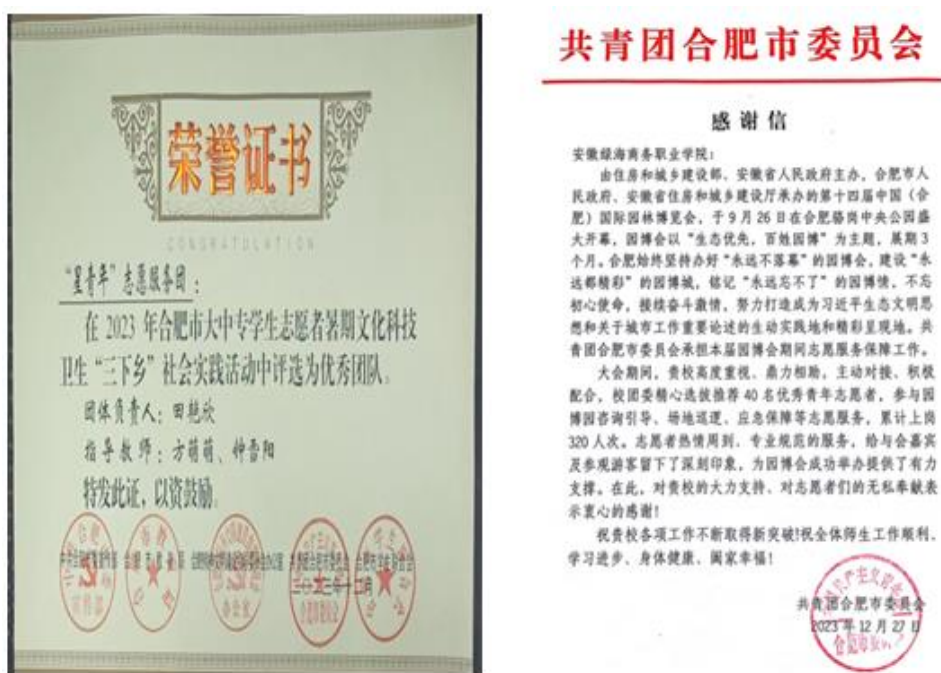 荣誉证书
CONGRATULATION
“星青年”志愿服务团：
在 2023 年合肥市大中专学生志愿者暑期文化科技
卫生“三下乡”社会实践活动中评选为优秀团队。
团体负责人：田艳欣
指导教师：方萌萌、钟雪阳
特发此证，以资鼓励。
二〇二三年十二月
共青团合肥市委员会
感谢信
安徽绿海商务职业学院：
由住房和城乡建设部、安徽省人民政府主办，合肥市人
民政府、安徽省住房和城乡建设厅承办的第十四届中国（合
肥）国际园林博览会，于 9 月 26 日在合肥骆岗中央公园盛
大开幕，园博会以“生态优先，百姓园博”为主题，展期 3
个月。合肥始终坚持办好“永远不落幕”的园博会，建设“永
远都精彩”的园博城，铭记“永远忘不了”的园博情，不忘
初心使命，接续奋斗激情，努力打造成为习近平生态文明思
想和关于城市工作重要论述的生动实践地和精彩呈现地。共
青团合肥市委员会承担本届园博会期间志愿服务保障工作。
大会期间，贵校高度重视、鼎力相助，主动对接、积极
配合，校团委精心选拔推荐 40 名优秀青年志愿者，参与园
博园咨询引导、场地巡逻、应急保障等志愿服务，累计上岗
320 人次。志愿者热情周到、专业规范的服务，给与会嘉宾
及参观游客留下了深刻印象，为园博会成功举办提供了有力
支撑。在此，对贵校的大力支持、对志愿者们的无私奉献表
示衷心的感谢！
祝贵校各项工作不断取得新突破！祝全体师生工作顺利、
学习进步、身体健康、阖家幸福！
共青团合肥市委员会
2023 年 12 月 27 日